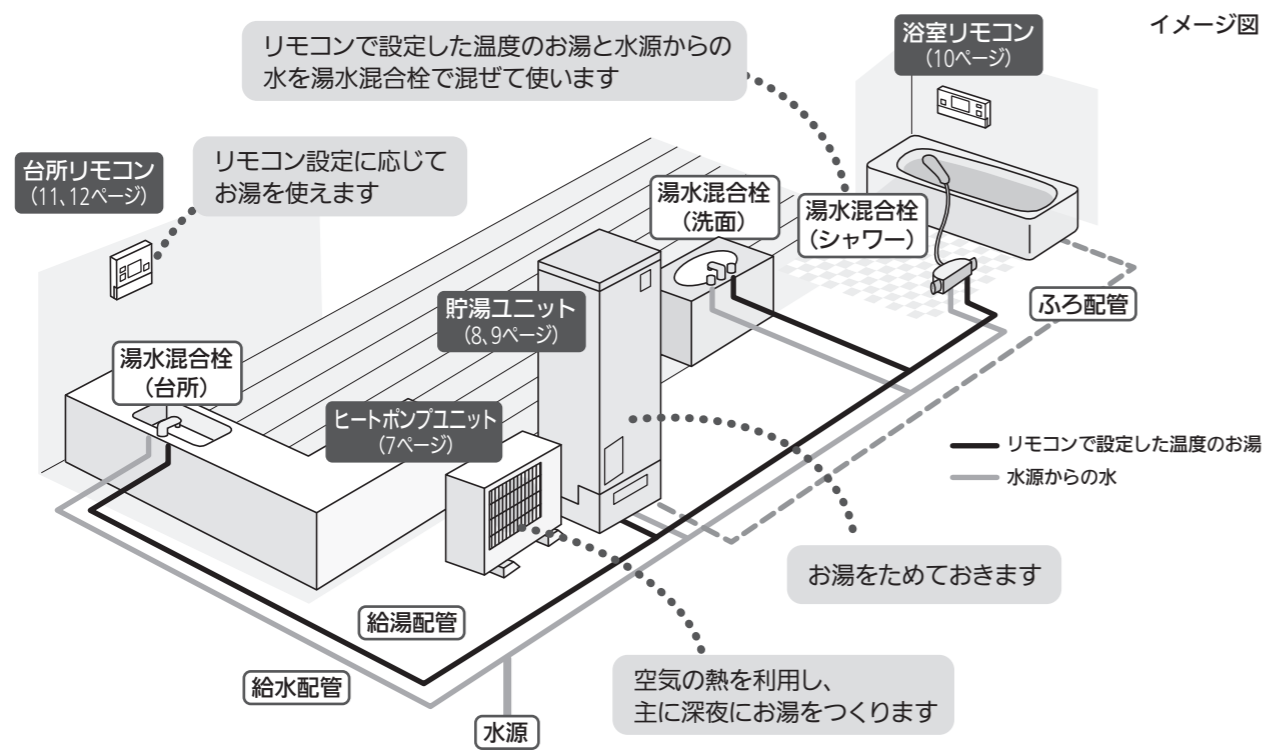 イメージ図
リモコンで設定した温度のお湯と水源からの
水を湯水混合栓で混ぜて使います
浴室リモコン
(10ページ)
台所リモコン
(11、12ページ)
リモコン設定に応じて
お湯を使えます
湯水混合栓
(洗面)
湯水混合栓
(シャワー)
貯湯ユニット
(8、9ページ)
ふろ配管
湯水混合栓
(台所)
ヒートポンプユニット
(7ページ)
リモコンで設定した温度のお湯
水源からの水
お湯をためておきます
給湯配管
空気の熱を利用し、
主に深夜にお湯をつくります
給水配管
水源